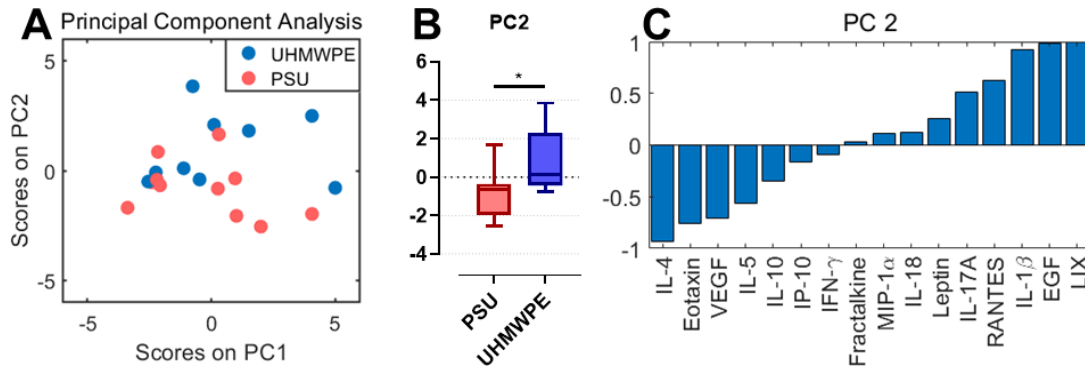 A
Principal Component Analysis
UHMWPE
PSU
5
0
-5
Scores on PC2
-5
0
5
Scores on PC1
B
PC2
*
6
4
2
0
-2
-4
PSU
UHMWPE
C
PC 2
1
0.5
0
-0.5
-1
IL-4
Eotaxin
VEGF
IL-5
IL-10
IP-10
IFN-γ
Fractalkine
MIP-1α
IL-18
Leptin
IL-17A
RANTES
IL-1β
EGF
LIX